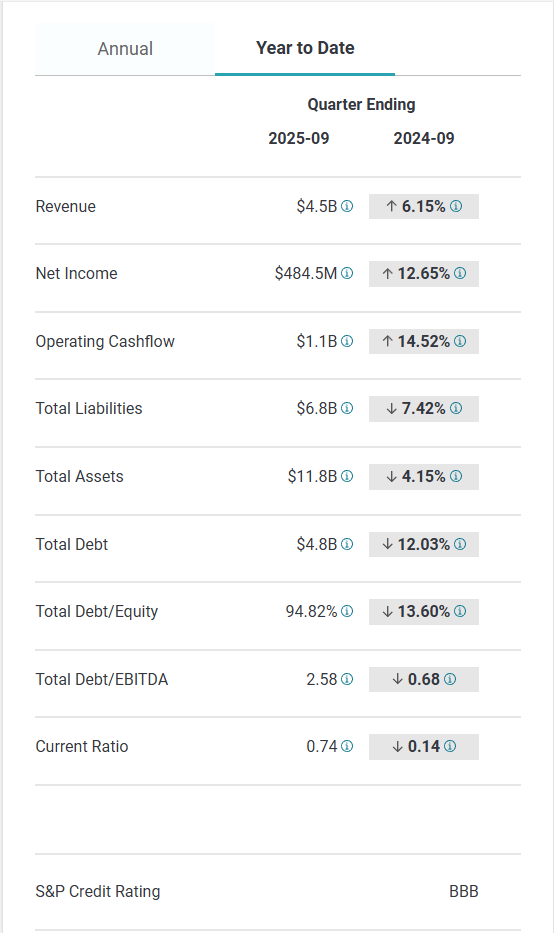 Annual Year to Date
Quarter Ending
2025-09 2024-09
Revenue $4.5B ↑ 6.15%
Net Income $484.5M ↑ 12.65%
Operating Cashflow $1.1B ↑ 14.52%
Total Liabilities $6.8B ↓ 7.42%
Total Assets $11.8B ↓ 4.15%
Total Debt $4.8B ↓ 12.03%
Total Debt/Equity 94.82% ↓ 13.60%
Total Debt/EBITDA 2.58 ↓ 0.68
Current Ratio 0.74 ↓ 0.14
S&P Credit Rating BBB